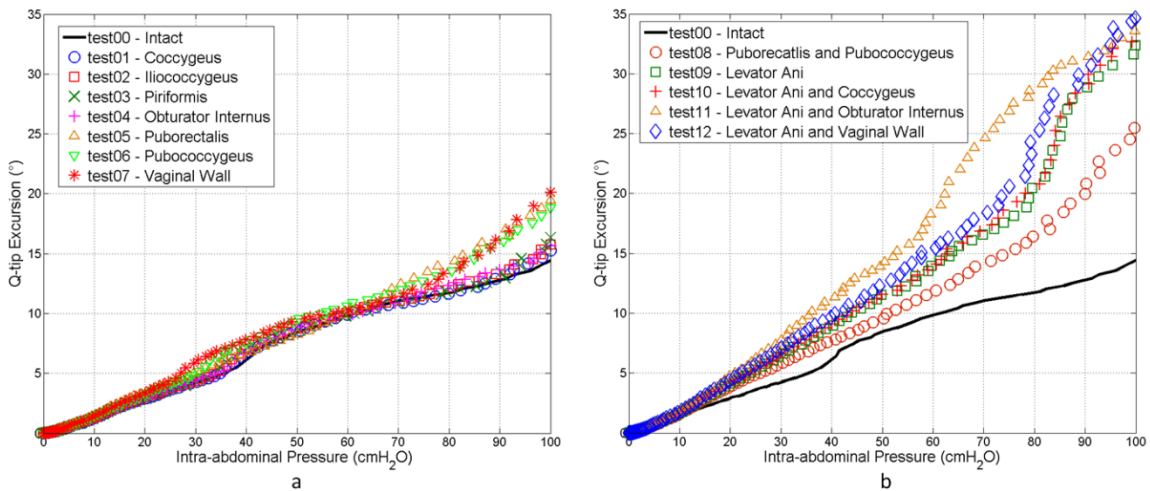 35
30
25
20
15
10
5
0
10
20
30
40
50
60
70
80
90
100
Q-tip Excursion (°)
Intra-abdominal Pressure (cmH₂O)
test00 - Intact
test01 - Coccygeus
test02 - Iliococcygeus
test03 - Piriformis
test04 - Obturator Internus
test05 - Puborectalis
test06 - Pubococcygeus
test07 - Vaginal Wall
a
35
30
25
20
15
10
5
0
10
20
30
40
50
60
70
80
90
100
Q-tip Excursion (°)
Intra-abdominal Pressure (cmH₂O)
test00 - Intact
test08 - Puborecatlis and Pubococcygeus
test09 - Levator Ani
test10 - Levator Ani and Coccygeus
test11 - Levator Ani and Obturator Internus
test12 - Levator Ani and Vaginal Wall
b